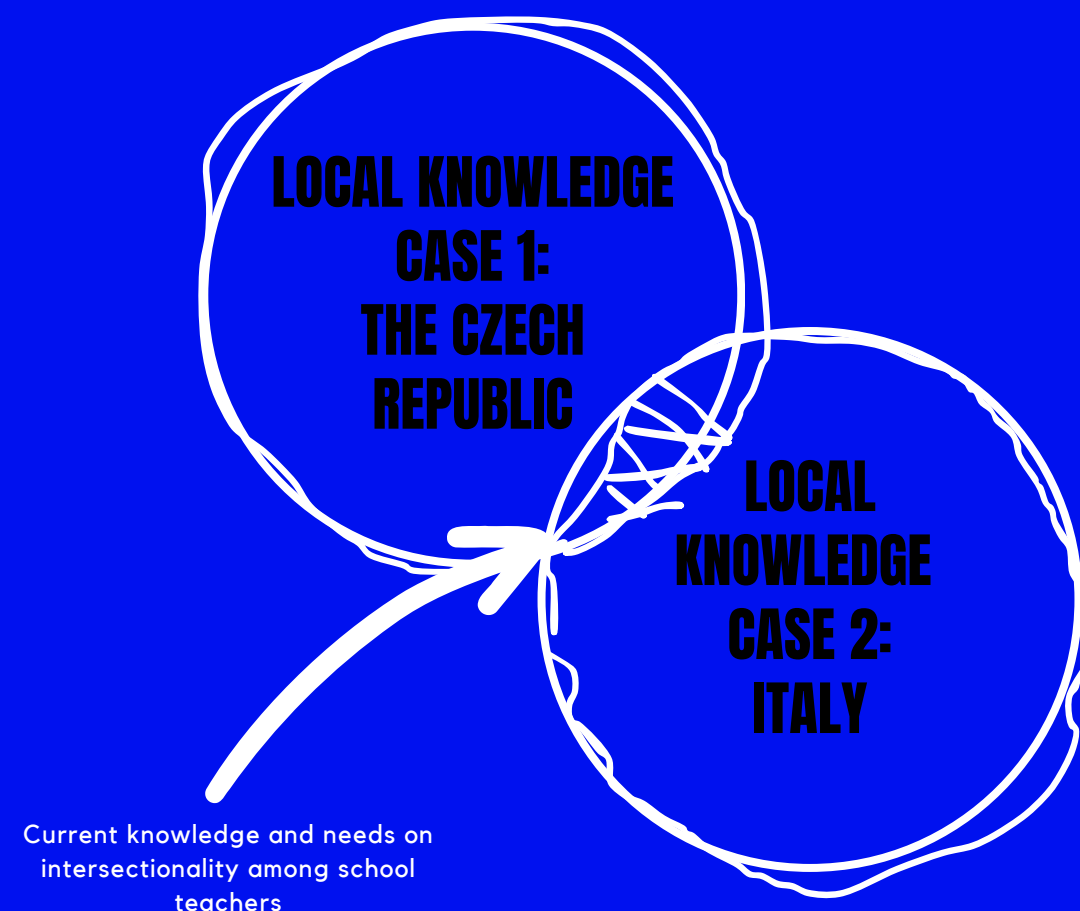 LOCAL KNOWLEDGE
CASE 1:
THE CZECH
REPUBLIC
LOCAL
KNOWLEDGE
CASE 2:
ITALY
Current knowledge and needs on
intersectionality among school
teachers